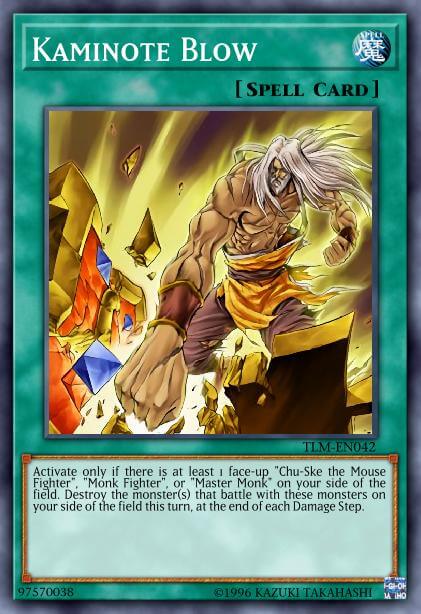 Kaminote Blow
SPELL
魔
[ Spell Card ]
TLM-EN042
Activate only if there is at least 1 face-up "Chu-Ske the Mouse
Fighter", "Monk Fighter", or "Master Monk" on your side of the
field. Destroy the monster(s) that battle with these monsters on
your side of the field this turn, at the end of each Damage Step.
97570038
©1996 KAZUKI TAKAHASHI